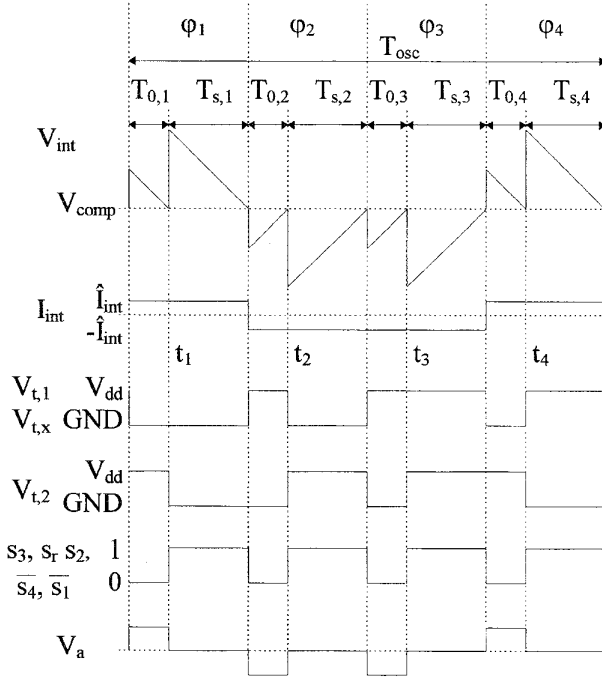 φ1 φ2 φ3 φ4
Tosc
T0,1 Ts,1 T0,2 Ts,2 T0,3 Ts,3 T0,4 Ts,4
Vint
Vcomp
Iint Îint
-Îint
t1 t2 t3 t4
Vt,1 Vdd
Vt,x GND
Vt,2 Vdd
GND
s3, sr s2, 1
s̅4̅, s̅1̅ 0
Va